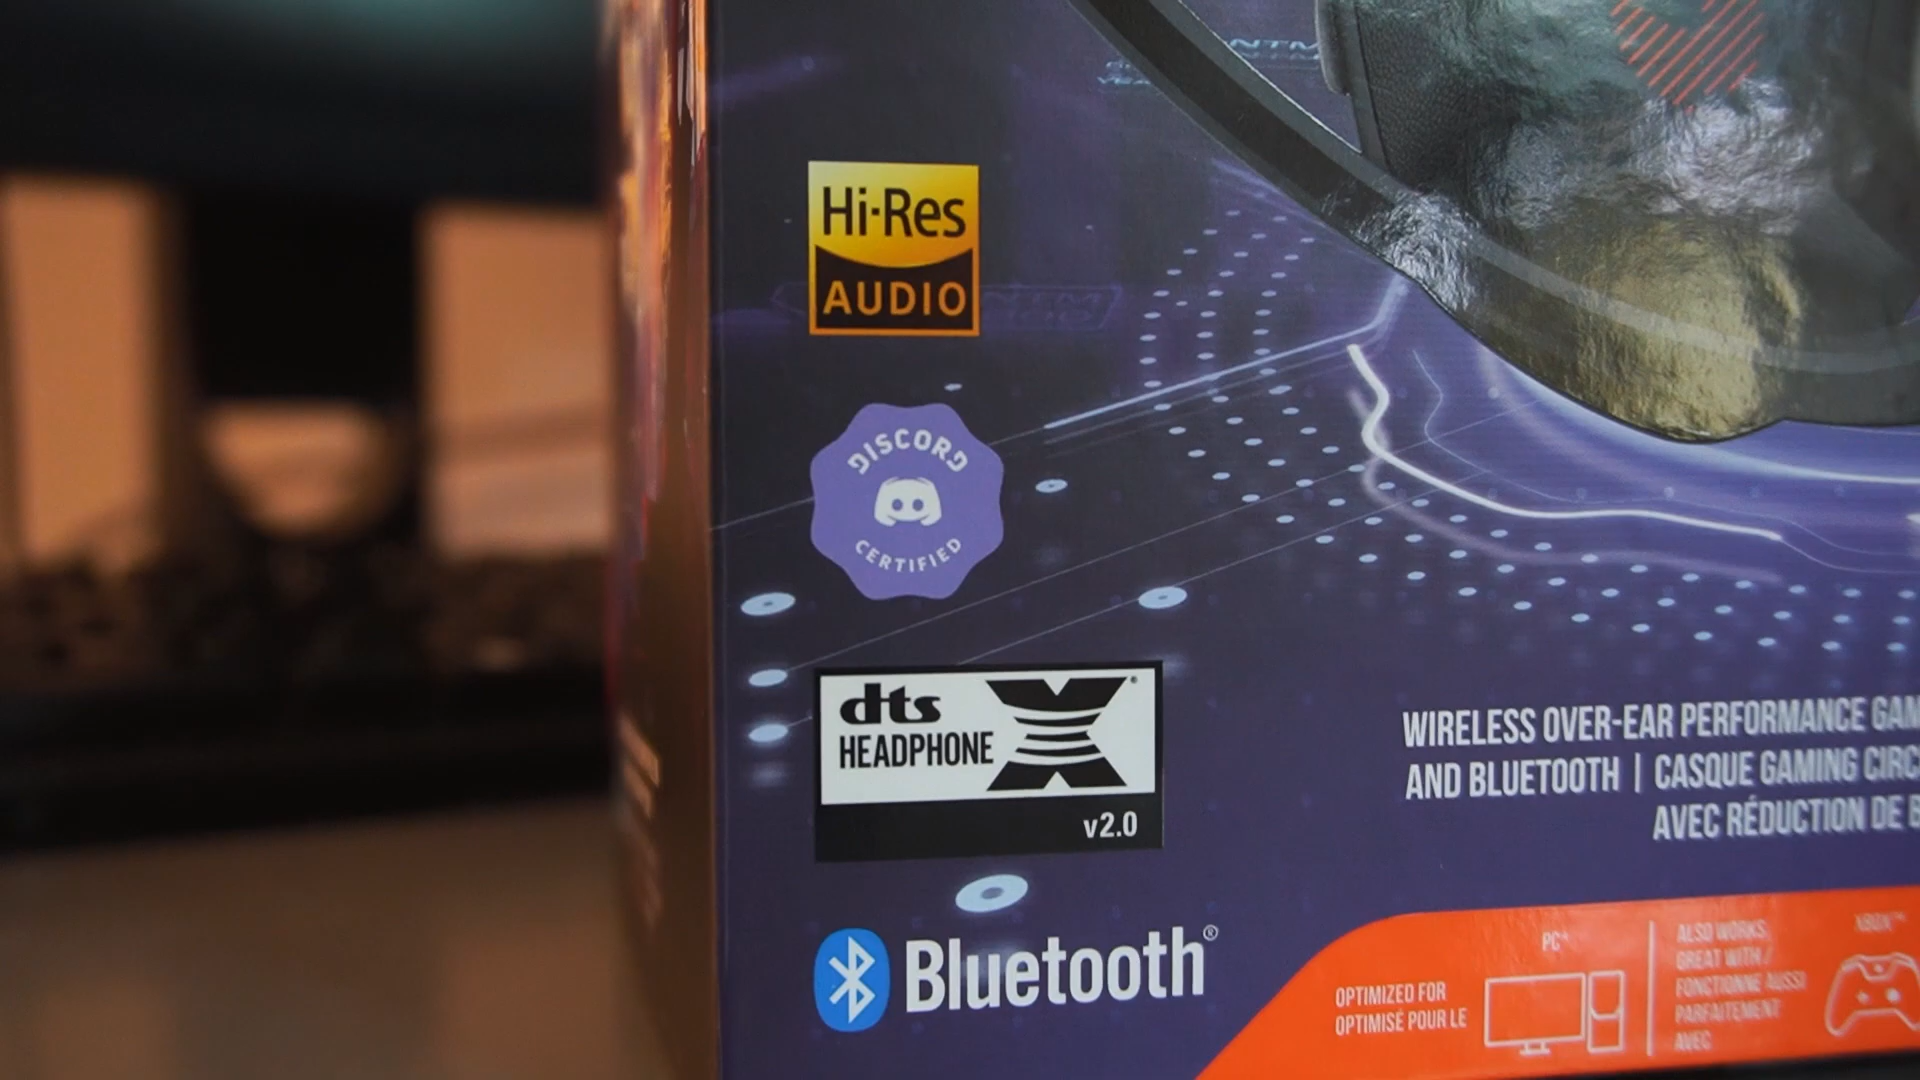 Hi-Res
AUDIO
DISCORD
CERTIFIED
dts
HEADPHONE X®
v2.0
Bluetooth®
WIRELESS OVER-EAR PERFORMANCE
AND BLUETOOTH | CASQUE GAMING
AVEC RÉDUCTION DE
OPTIMIZED FOR
OPTIMISÉ POUR LE
PC*
ALSO WORKS
GREAT WITH /
FONCTIONNE AUSSI
PARFAITEMENT
AVEC
XBOX™